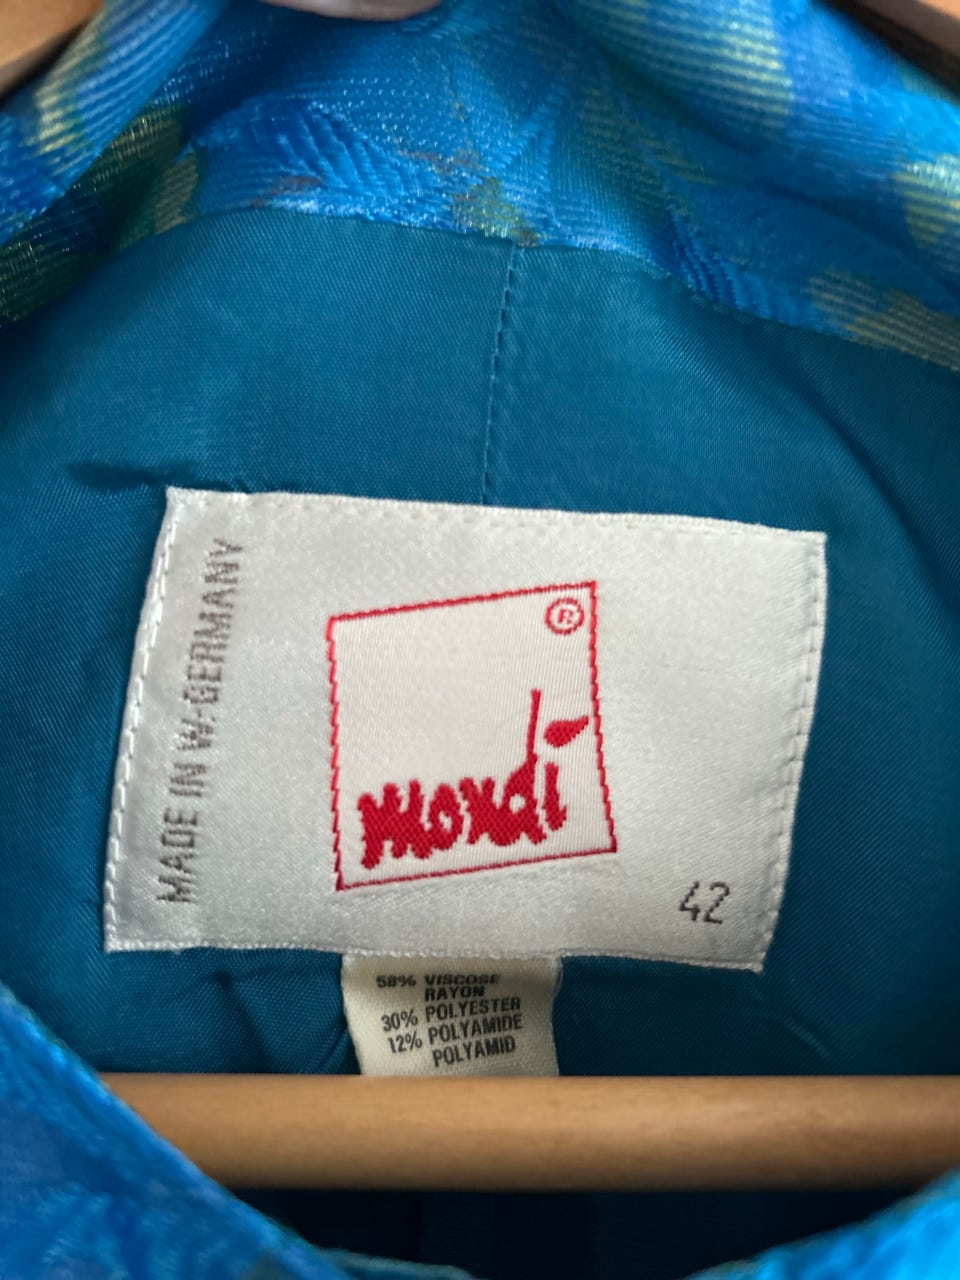 MADE IN W.-GERMANY
®
mondi
42
58% VISCOSE
RAYON
30% POLYESTER
12% POLYAMIDE
POLYAMID